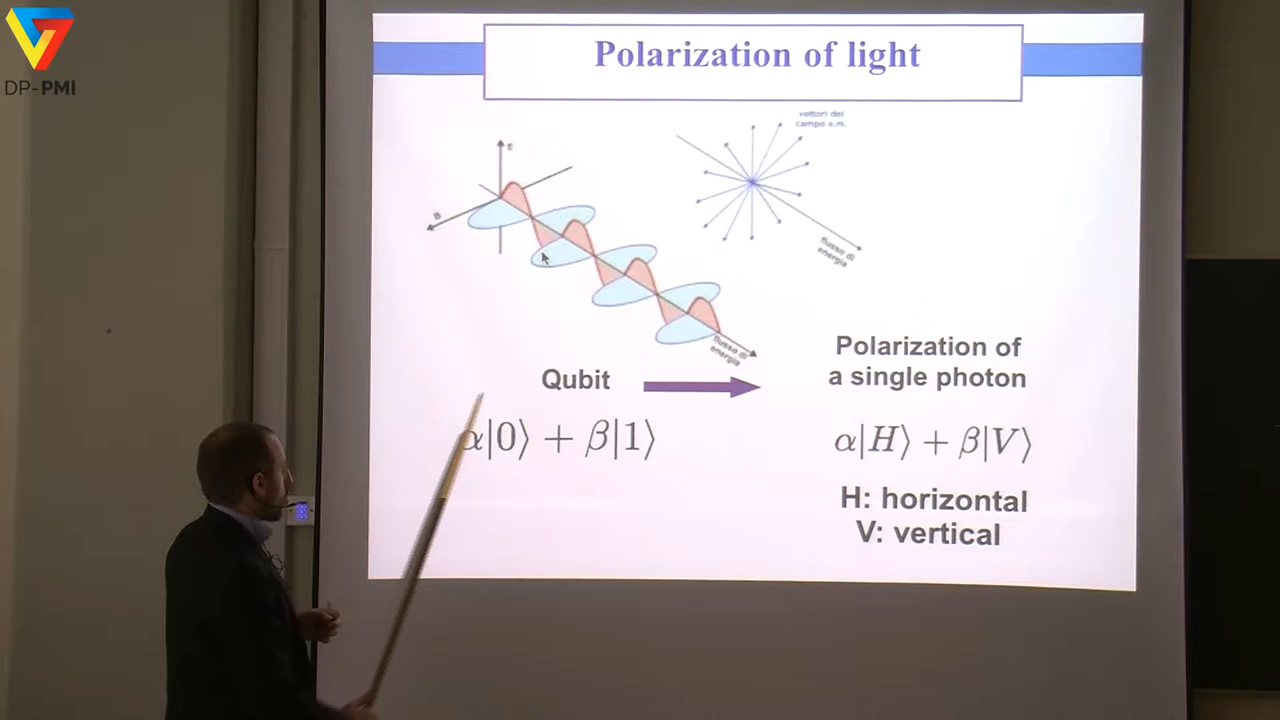 DP-PMI
Polarization of light
vettori del
campo e.m.
E
B
flusso di
energia
flusso di
energia
Qubit
Polarization of
a single photon
α|0⟩ + β|1⟩
α|H⟩ + β|V⟩
H: horizontal
V: vertical